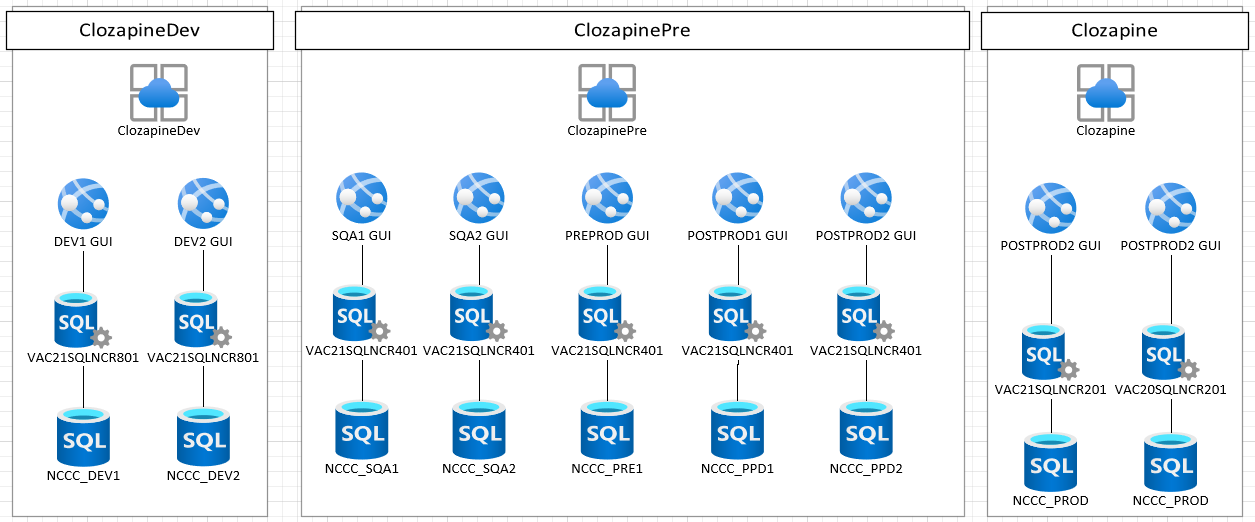 ClozapineDev
ClozapinePre
Clozapine
ClozapineDev
ClozapinePre
Clozapine
DEV1 GUI
DEV2 GUI
SQA1 GUI
SQA2 GUI
PREPROD GUI
POSTPROD1 GUI
POSTPROD2 GUI
POSTPROD2 GUI
POSTPROD2 GUI
SQL
SQL
SQL
SQL
SQL
SQL
SQL
SQL
SQL
VAC21SQLNCR801
VAC21SQLNCR801
VAC21SQLNCR401
VAC21SQLNCR401
VAC21SQLNCR401
VAC21SQLNCR401
VAC21SQLNCR401
VAC21SQLNCR201
VAC20SQLNCR201
SQL
SQL
SQL
SQL
SQL
SQL
SQL
SQL
SQL
NCCC_DEV1
NCCC_DEV2
NCCC_SQA1
NCCC_SQA2
NCCC_PRE1
NCCC_PPD1
NCCC_PPD2
NCCC_PROD
NCCC_PROD